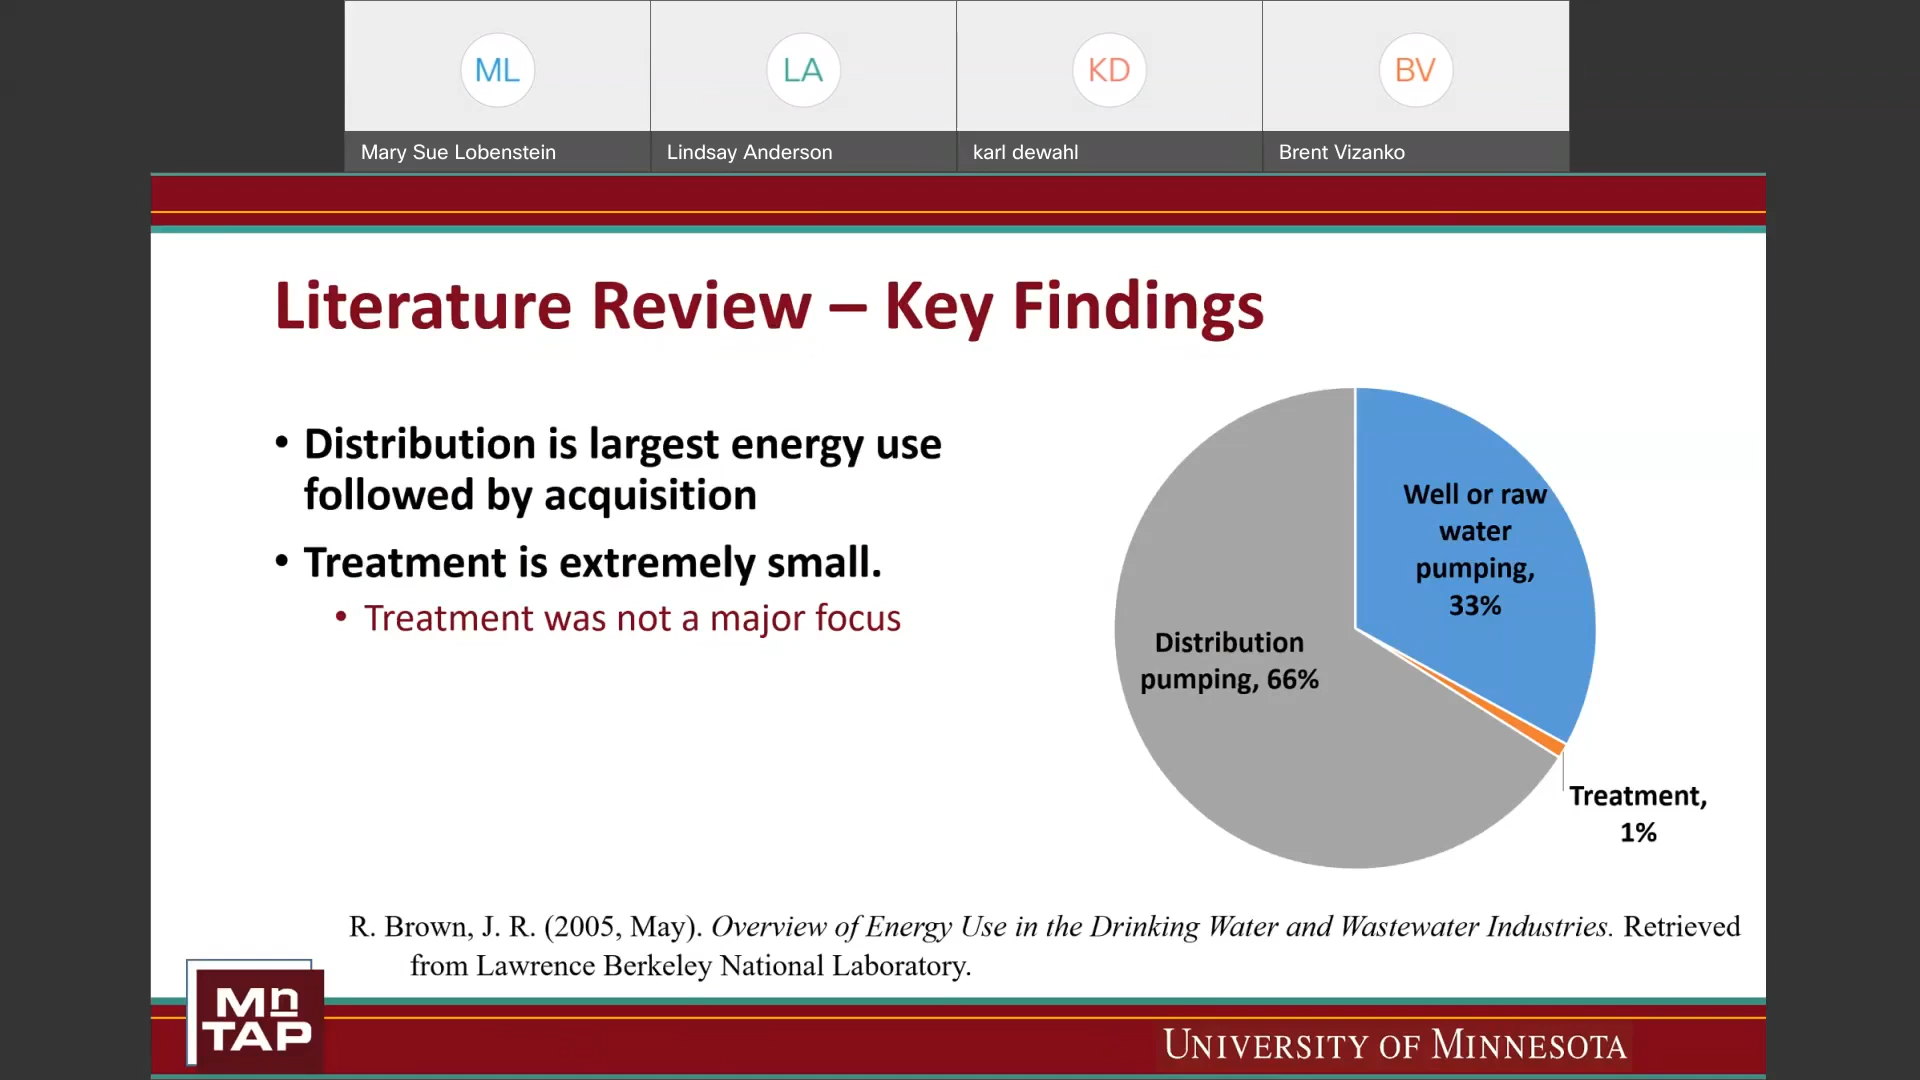 ML
LA
KD
BV
Mary Sue Lobenstein
Lindsay Anderson
karl dewahl
Brent Vizanko
Literature Review – Key Findings
• Distribution is largest energy use
followed by acquisition
• Treatment is extremely small.
• Treatment was not a major focus
Well or raw
water
pumping,
33%
Distribution
pumping, 66%
Treatment,
1%
R. Brown, J. R. (2005, May). Overview of Energy Use in the Drinking Water and Wastewater Industries. Retrieved
from Lawrence Berkeley National Laboratory.
Mn
TAP
UNIVERSITY OF MINNESOTA